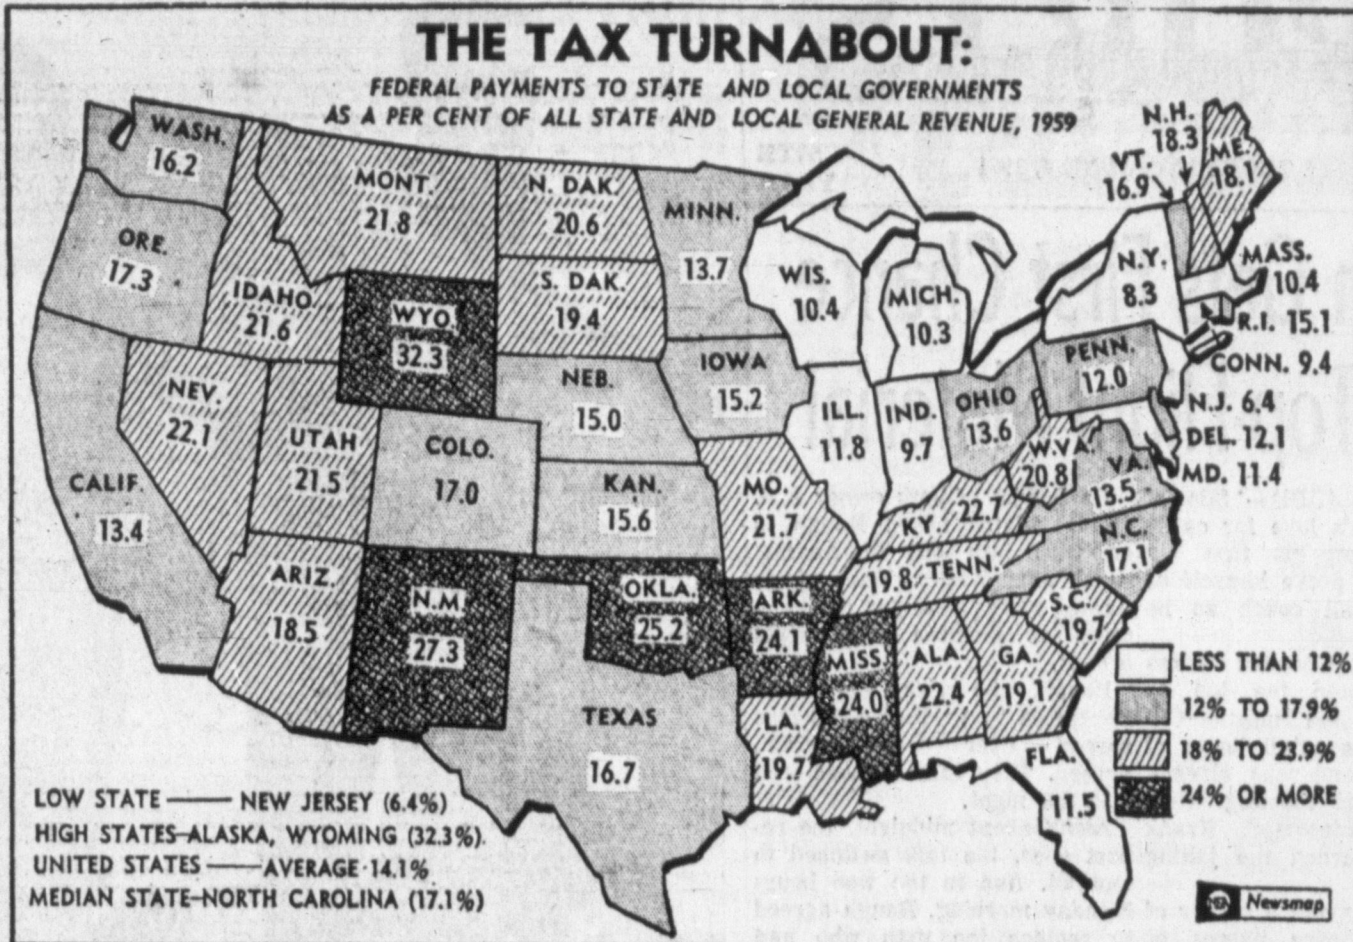 THE TAX TURNABOUT:
FEDERAL PAYMENTS TO STATE AND LOCAL GOVERNMENTS
AS A PER CENT OF ALL STATE AND LOCAL GENERAL REVENUE, 1959
WASH.
16.2
ORE.
17.3
CALIF.
13.4
IDAHO
21.6
NEV.
22.1
MONT.
21.8
WYO.
32.3
UTAH
21.5
ARIZ.
18.5
COLO.
17.0
N.M.
27.3
N. DAK.
20.6
S. DAK.
19.4
NEB.
15.0
KAN.
15.6
OKLA.
25.2
TEXAS
16.7
MINN.
13.7
IOWA
15.2
MO.
21.7
ARK.
24.1
LA.
19.7
WIS.
10.4
ILL.
11.8
MICH.
10.3
IND.
9.7
OHIO
13.6
KY. 22.7
19.8 TENN.
MISS.
24.0
ALA.
22.4
GA.
19.1
FLA.
11.5
S.C.
19.7
N.C.
17.1
VA.
13.5
W.VA.
20.8
PENN.
12.0
N.Y.
8.3
VT.
16.9
N.H.
18.3
ME.
18.1
MASS.
10.4
R.I. 15.1
CONN. 9.4
N.J. 6.4
DEL. 12.1
MD. 11.4
LESS THAN 12%
12% TO 17.9%
18% TO 23.9%
24% OR MORE
LOW STATE — NEW JERSEY (6.4%)
HIGH STATES—ALASKA, WYOMING (32.3%).
UNITED STATES — AVERAGE 14.1%
MEDIAN STATE—NORTH CAROLINA (17.1%)
Newsmap